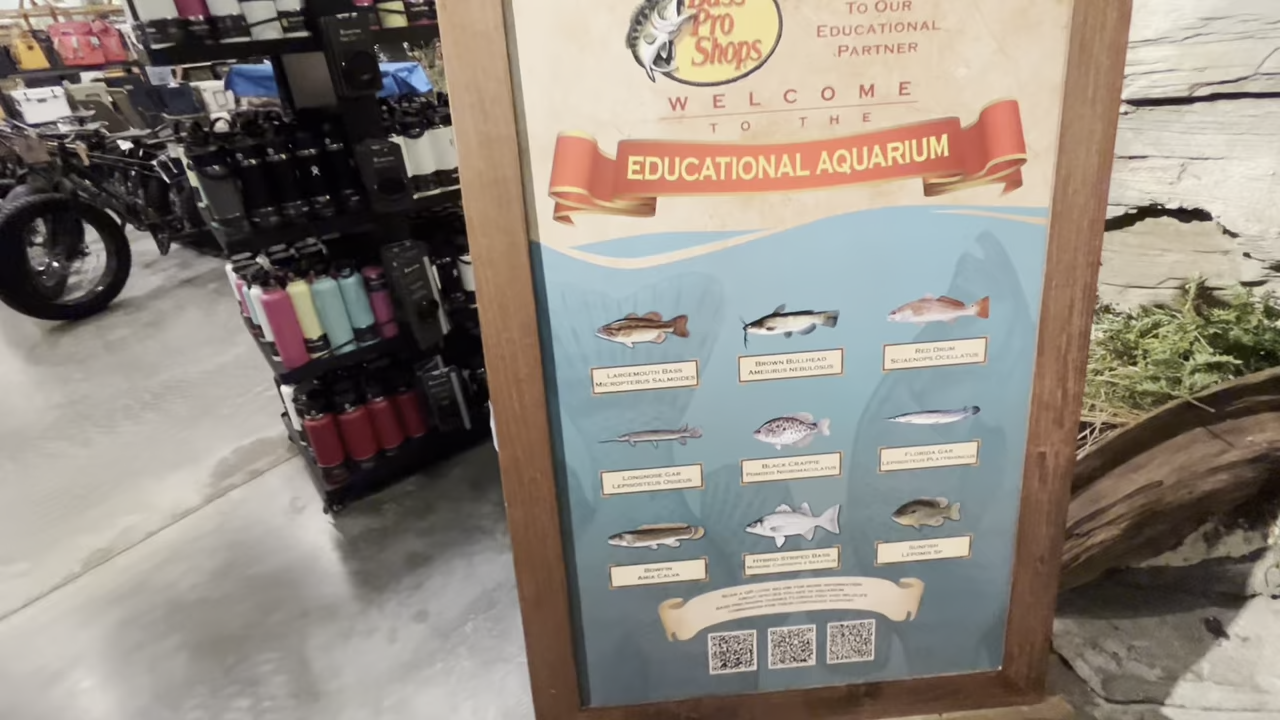 Bass
Pro
Shops
To Our
Educational
Partner
WELCOME
TO THE
EDUCATIONAL AQUARIUM
Largemouth Bass
Micropterus Salmoides
Brown Bullhead
Ameiurus nebulosus
Red Drum
Sciaenops Ocellatus
Longnose Gar
Lepisosteus Osseus
Black Crappie
Pomoxis Nigromaculatus
Florida Gar
Lepisosteus Platyrhincus
Bowfin
Amia Calva
Hybrid Striped Bass
Sunfish
Lepomis SP